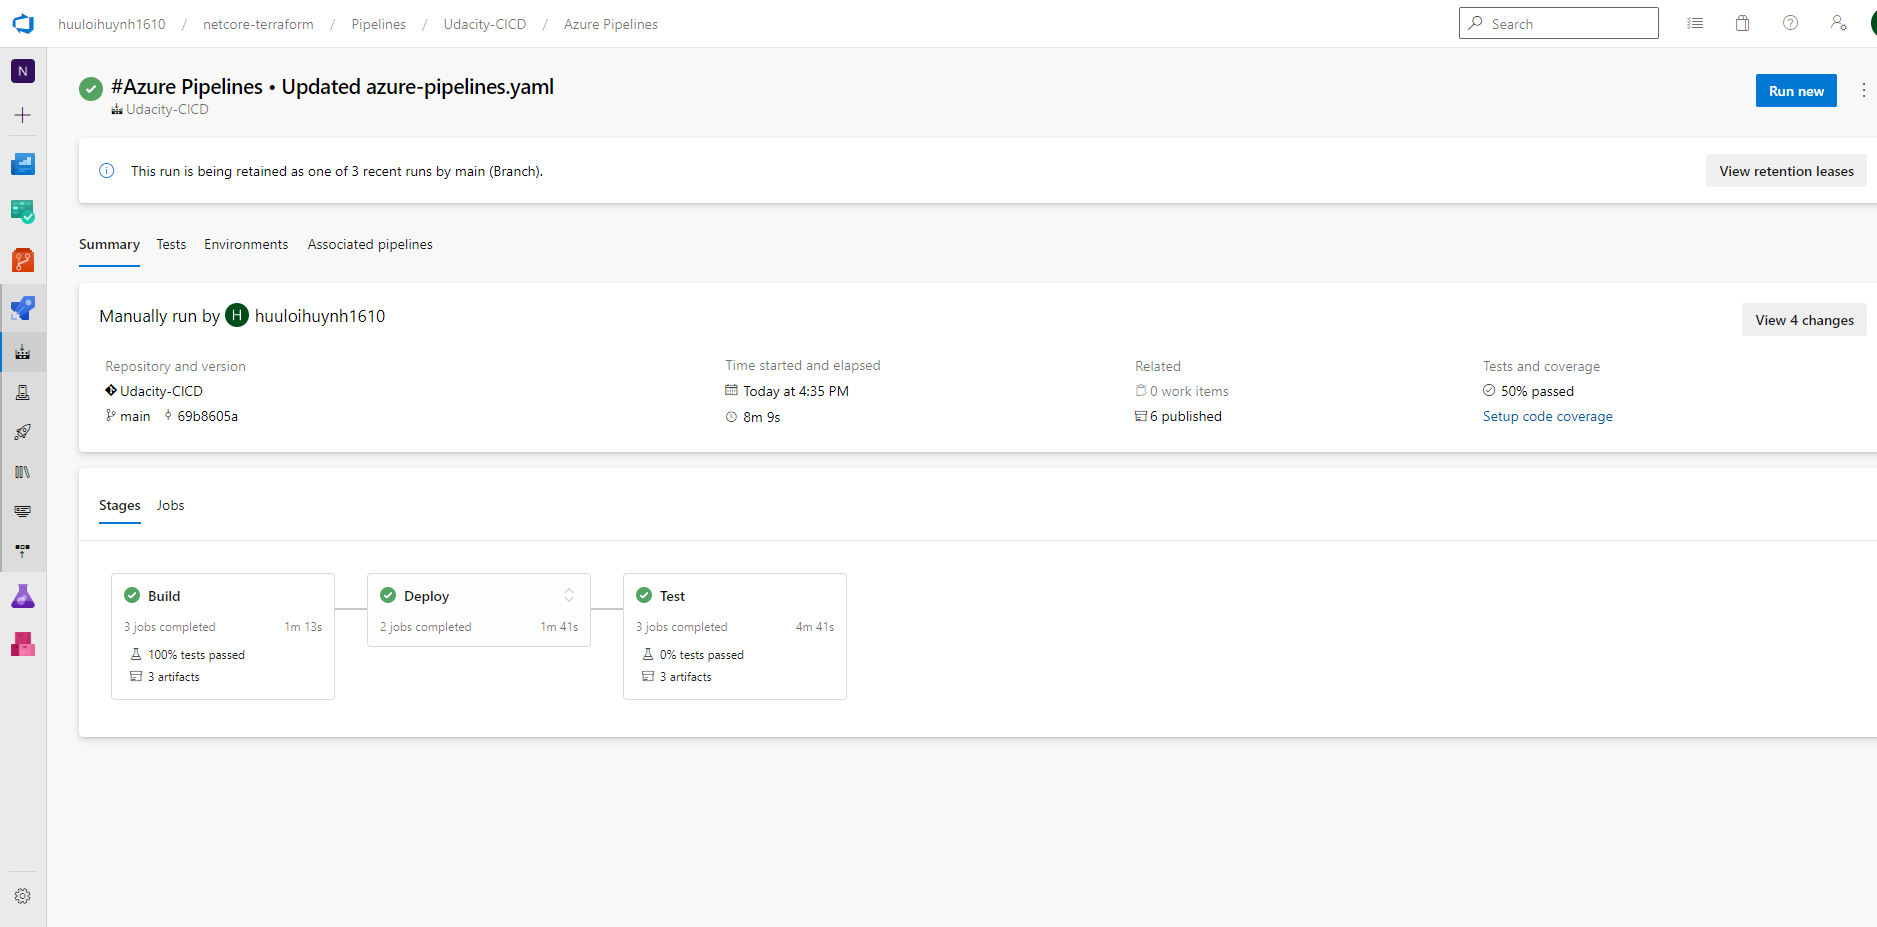 huuloihuynh1610 / netcore-terraform / Pipelines / Udacity-CICD / Azure Pipelines
Search
N
#Azure Pipelines • Updated azure-pipelines.yaml
Run new
Udacity-CICD
This run is being retained as one of 3 recent runs by main (Branch).
View retention leases
Summary Tests Environments Associated pipelines
Manually run by H huuloihuynh1610
View 4 changes
Repository and version
Udacity-CICD
main 69b8605a
Time started and elapsed
Today at 4:35 PM
8m 9s
Related
0 work items
6 published
Tests and coverage
50% passed
Setup code coverage
Stages Jobs
Build
3 jobs completed 1m 13s
100% tests passed
3 artifacts
Deploy
2 jobs completed 1m 41s
Test
3 jobs completed 4m 41s
0% tests passed
3 artifacts